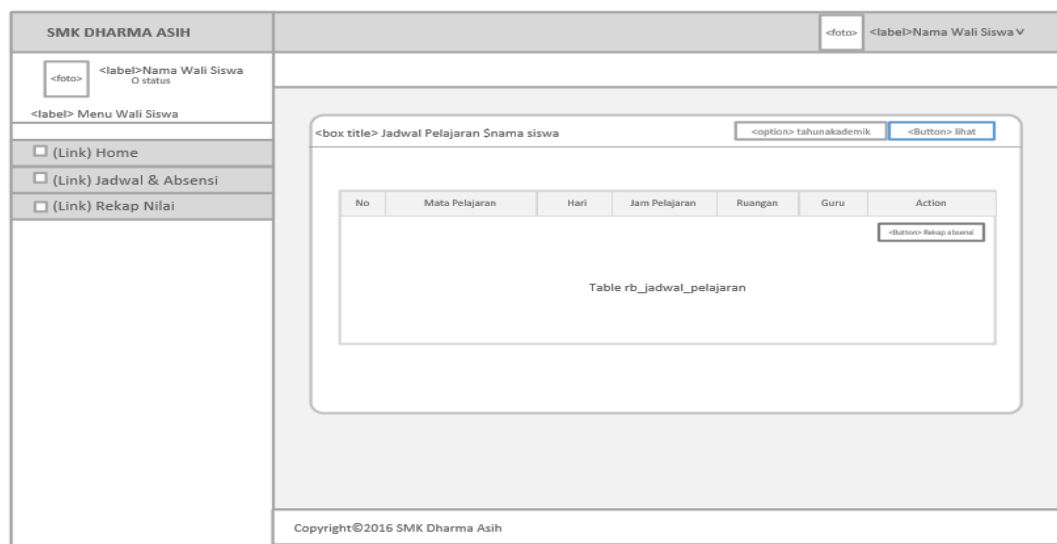 SMK DHARMA ASIH
<foto>
<label>Nama Wali Siswa V
<foto>
<label>Nama Wali Siswa
O status
<label> Menu Wali Siswa
(Link) Home
(Link) Jadwal & Absensi
(Link) Rekap Nilai
<box title> Jadwal Pelajaran $nama siswa
<option> tahunakademik
<Button> lihat
No Mata Pelajaran Hari Jam Pelajaran Ruangan Guru Action
<Button> Rekap absensi
Table rb_jadwal_pelajaran
Copyright©2016 SMK Dharma Asih